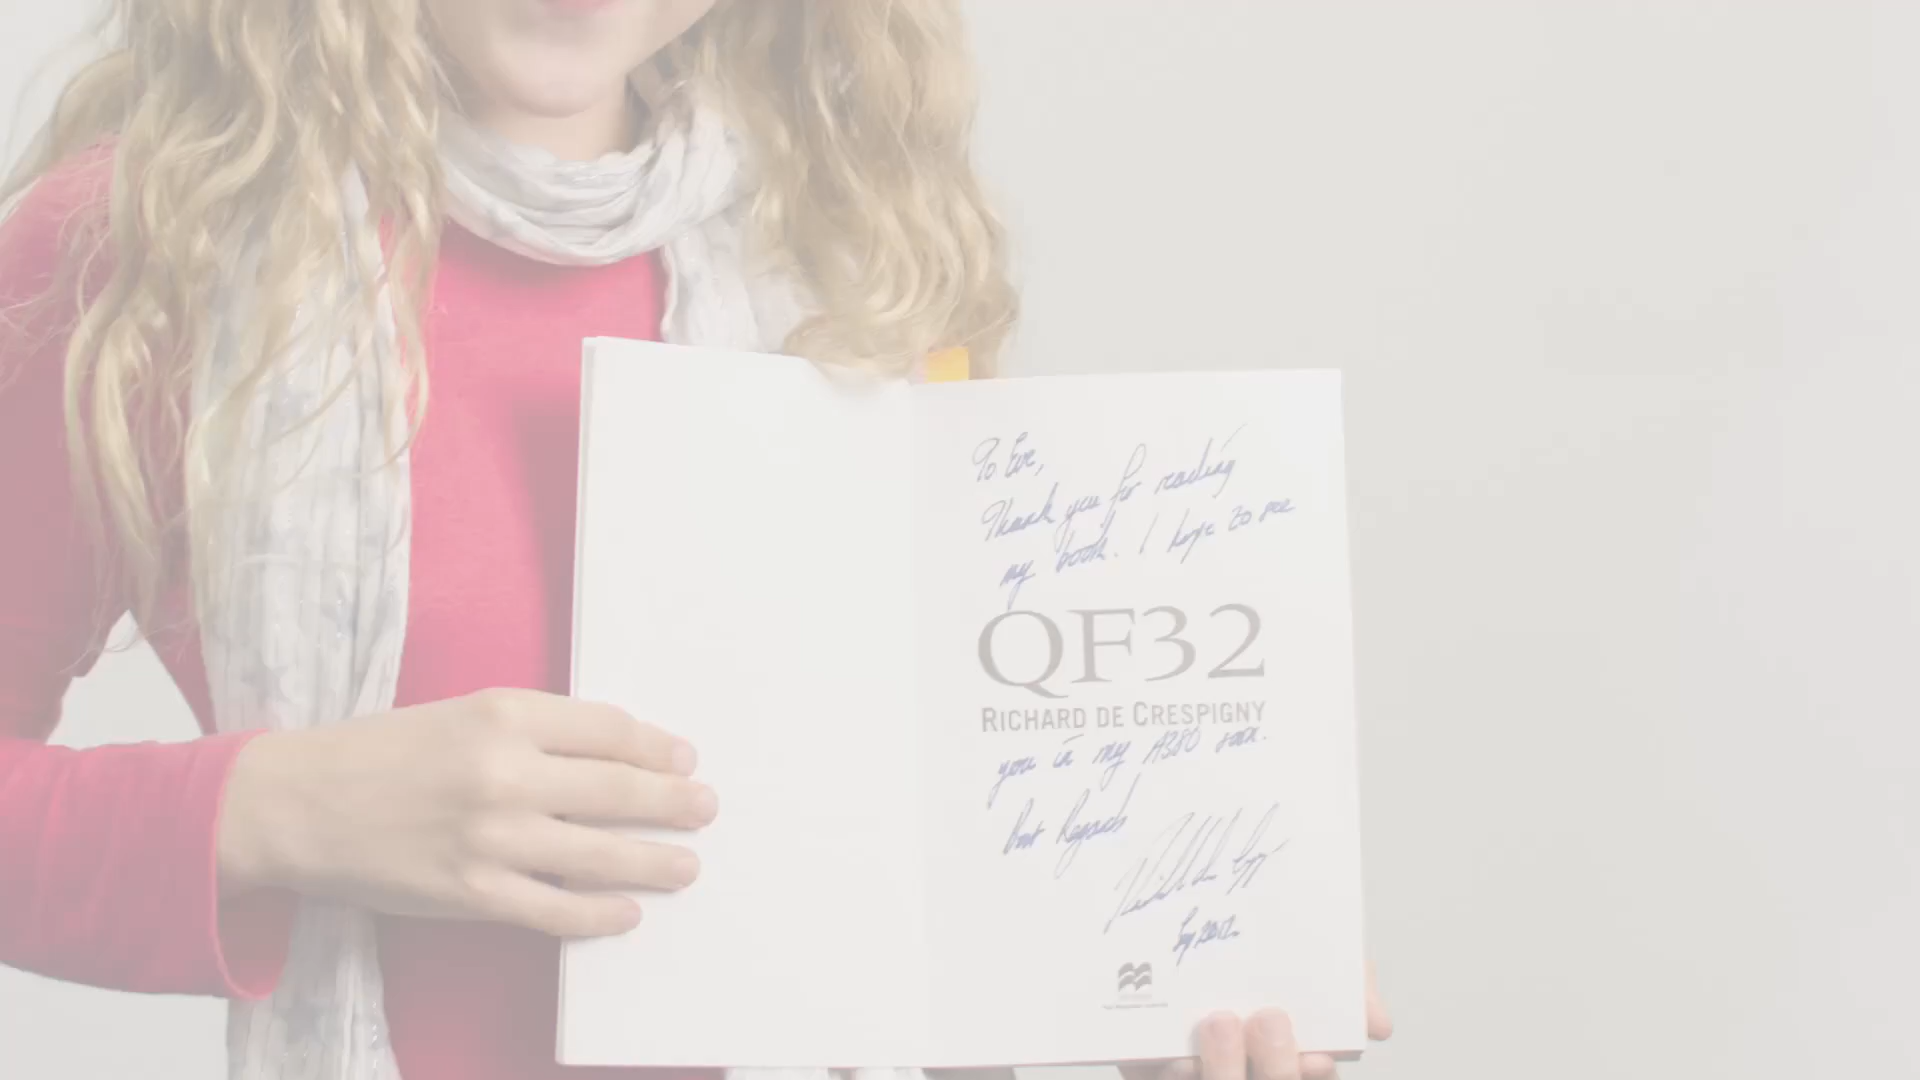 To Eve,
Thank you for reading
my book. I hope to see
QF32
RICHARD DE CRESPIGNY
you in my A380 soon.
Best Regards
2012